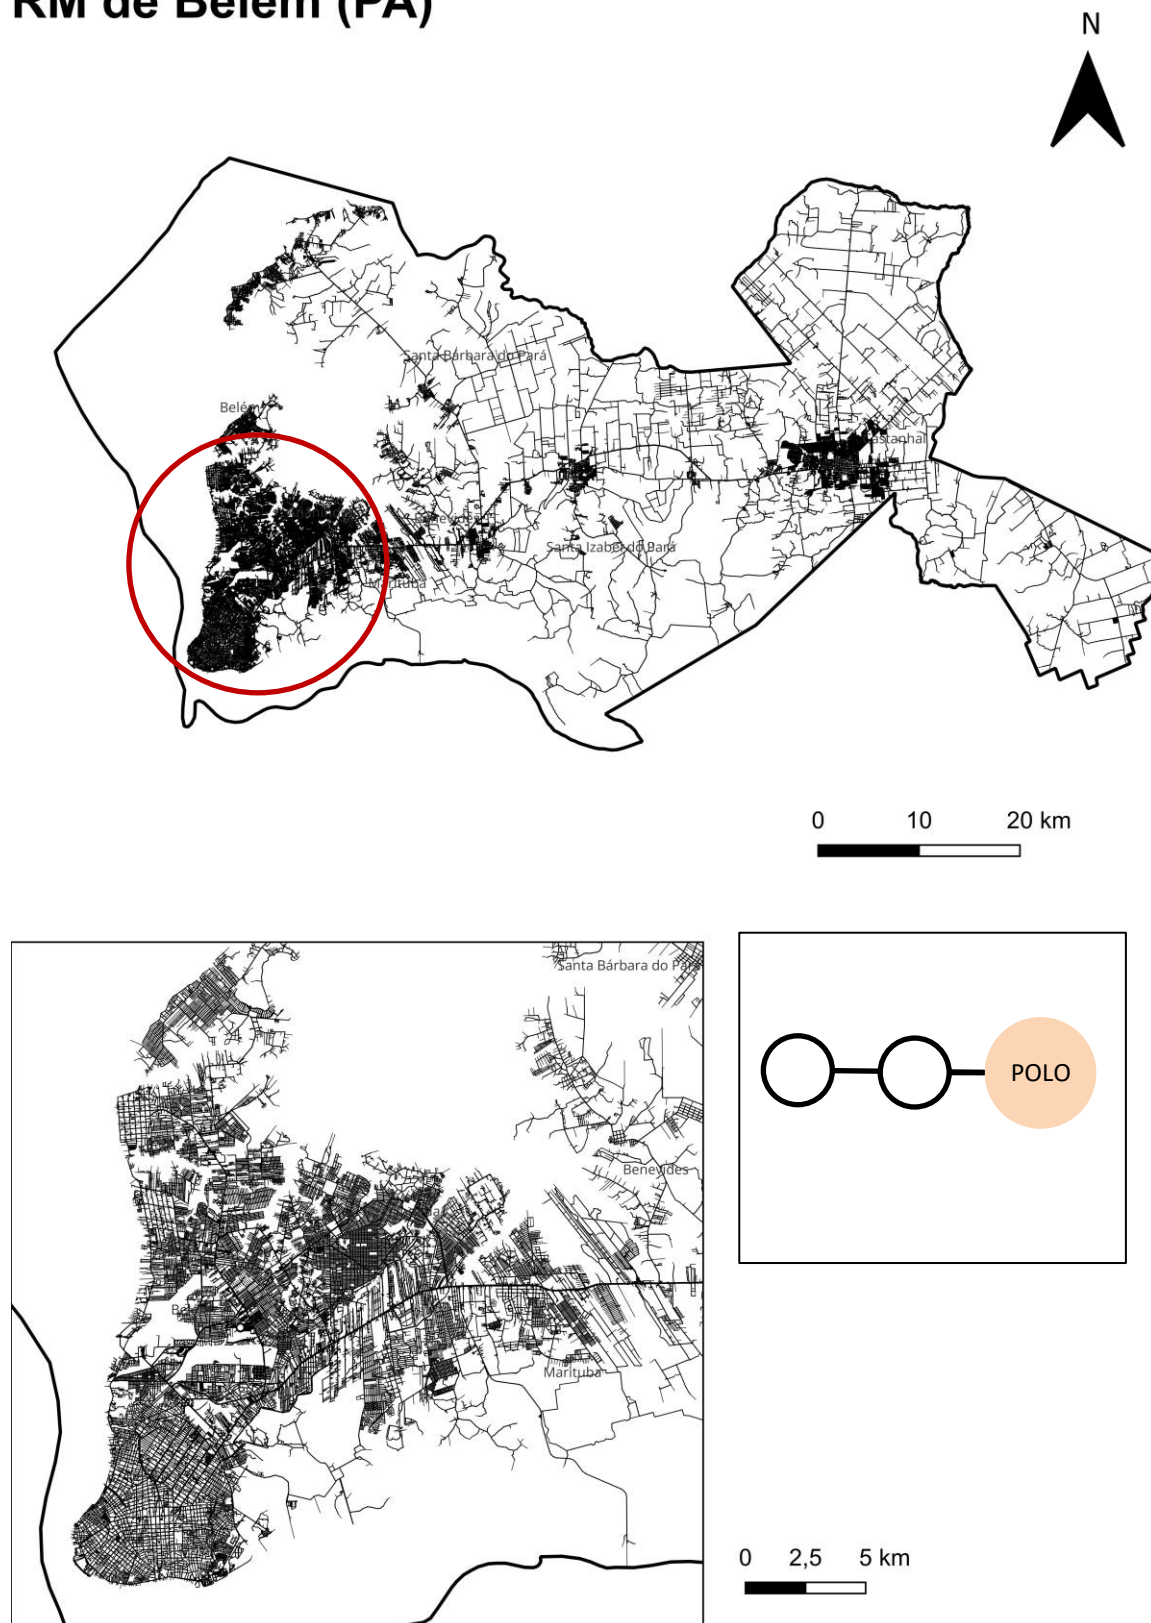 RM de Belém (PA)
N
Santa Bárbara do Pará
Belém
Castanhal
Benevides
Santa Izabel do Pará
Marituba
0 10 20 km
Santa Bárbara do Pará
Benevides
Marituba
POLO
0 2,5 5 km